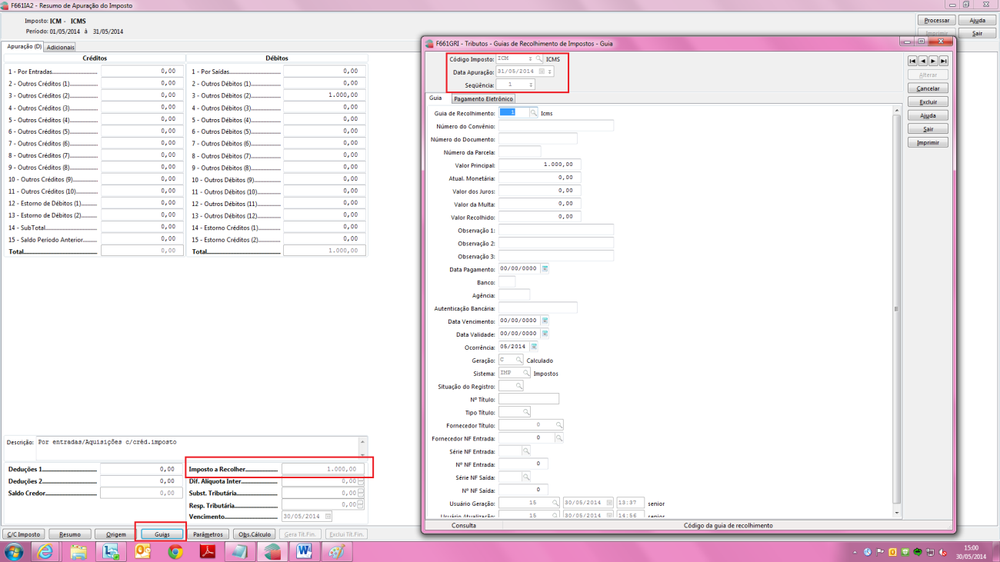 F661IA2 - Resumo de Apuração do Imposto
Imposto: ICM - ICMS
Período: 01/05/2014 à 31/05/2014
Processar Ajuda
Imprimir Sair
Apuração (D) Adicionais
Créditos Débitos
1 - Por Entradas............................ 0,00 1 - Por Saídas............................ 0,00
2 - Outros Créditos (1)................. 0,00 2 - Outros Débitos (1)................. 0,00
3 - Outros Créditos (2)................. 0,00 3 - Outros Débitos (2)................. 1.000,00
4 - Outros Créditos (3)................. 0,00 4 - Outros Débitos (3)................. 0,00
5 - Outros Créditos (4)................. 0,00 5 - Outros Débitos (4)................. 0,00
6 - Outros Créditos (5)................. 0,00 6 - Outros Débitos (5)................. 0,00
7 - Outros Créditos (6)................. 0,00 7 - Outros Débitos (6)................. 0,00
8 - Outros Créditos (7)................. 0,00 8 - Outros Débitos (7)................. 0,00
9 - Outros Créditos (8)................. 0,00 9 - Outros Débitos (8)................. 0,00
10 - Outros Créditos (9)............... 0,00 10 - Outros Débitos (9)............... 0,00
11 - Outros Créditos (10)............. 0,00 11 - Outros Débitos (10)............. 0,00
12 - Estorno de Débitos (1).......... 0,00 12 - Outros Débitos (11)............. 0,00
13 - Estorno de Débitos (2).......... 0,00 13 - Outros Débitos (12)............. 0,00
14 - SubTotal................................ 0,00 14 - Estorno Créditos (1)............. 0,00
15 - Saldo Período Anterior......... 0,00 15 - Estorno Créditos (2)............. 0,00
Total............................................. 0,00 Total............................................. 1.000,00
Descrição: Por entradas/Aquisições c/créd.imposto
Deduções 1................................. 0,00 Imposto a Recolher.................... 1.000,00
Deduções 2................................. 0,00 Dif. Alíquota Inter...................... 0,00
Saldo Credor............................... 0,00 Subst. Tributária......................... 0,00
Resp. Tributária.......................... 0,00
Vencimento................................. 30/05/2014
C/C Imposto Resumo Origem Guias Parâmetros Obs.Cálculo Gera Tit.Fin. Exclui Tit.Fin.
F661GRI - Tributos - Guias de Recolhimento de Impostos - Guia
Código Imposto: ICM ICMS
Data Apuração: 31/05/2014
Seqüência: 1
Alterar
Cancelar
Excluir
Ajuda
Sair
Imprimir
Guia Pagamento Eletrônico
Guia de Recolhimento: 1 Icms
Número do Convênio:
Número do Documento:
Número da Parcela:
Valor Principal: 1.000,00
Atual. Monetária: 0,00
Valor dos Juros: 0,00
Valor da Multa: 0,00
Valor Recolhido: 0,00
Observação 1:
Observação 2:
Observação 3:
Data Pagamento: 00/00/0000
Banco:
Agência:
Autenticação Bancária:
Data Vencimento: 00/00/0000
Data Validade: 00/00/0000
Ocorrência: 05/2014
Geração: C Calculado
Sistema: IMP Impostos
Situação do Registro:
Nº Título:
Tipo Título:
Fornecedor Título: 0
Fornecedor NF Entrada: 0
Série NF Entrada:
Nº NF Entrada: 0
Série NF Saída:
Nº NF Saída: 0
Usuário Geração: 15 30/05/2014 13:37 senior
Usuário Atualização: 15 30/05/2014 14:56 senior
Consulta Código da guia de recolhimento
15:00
30/05/2014